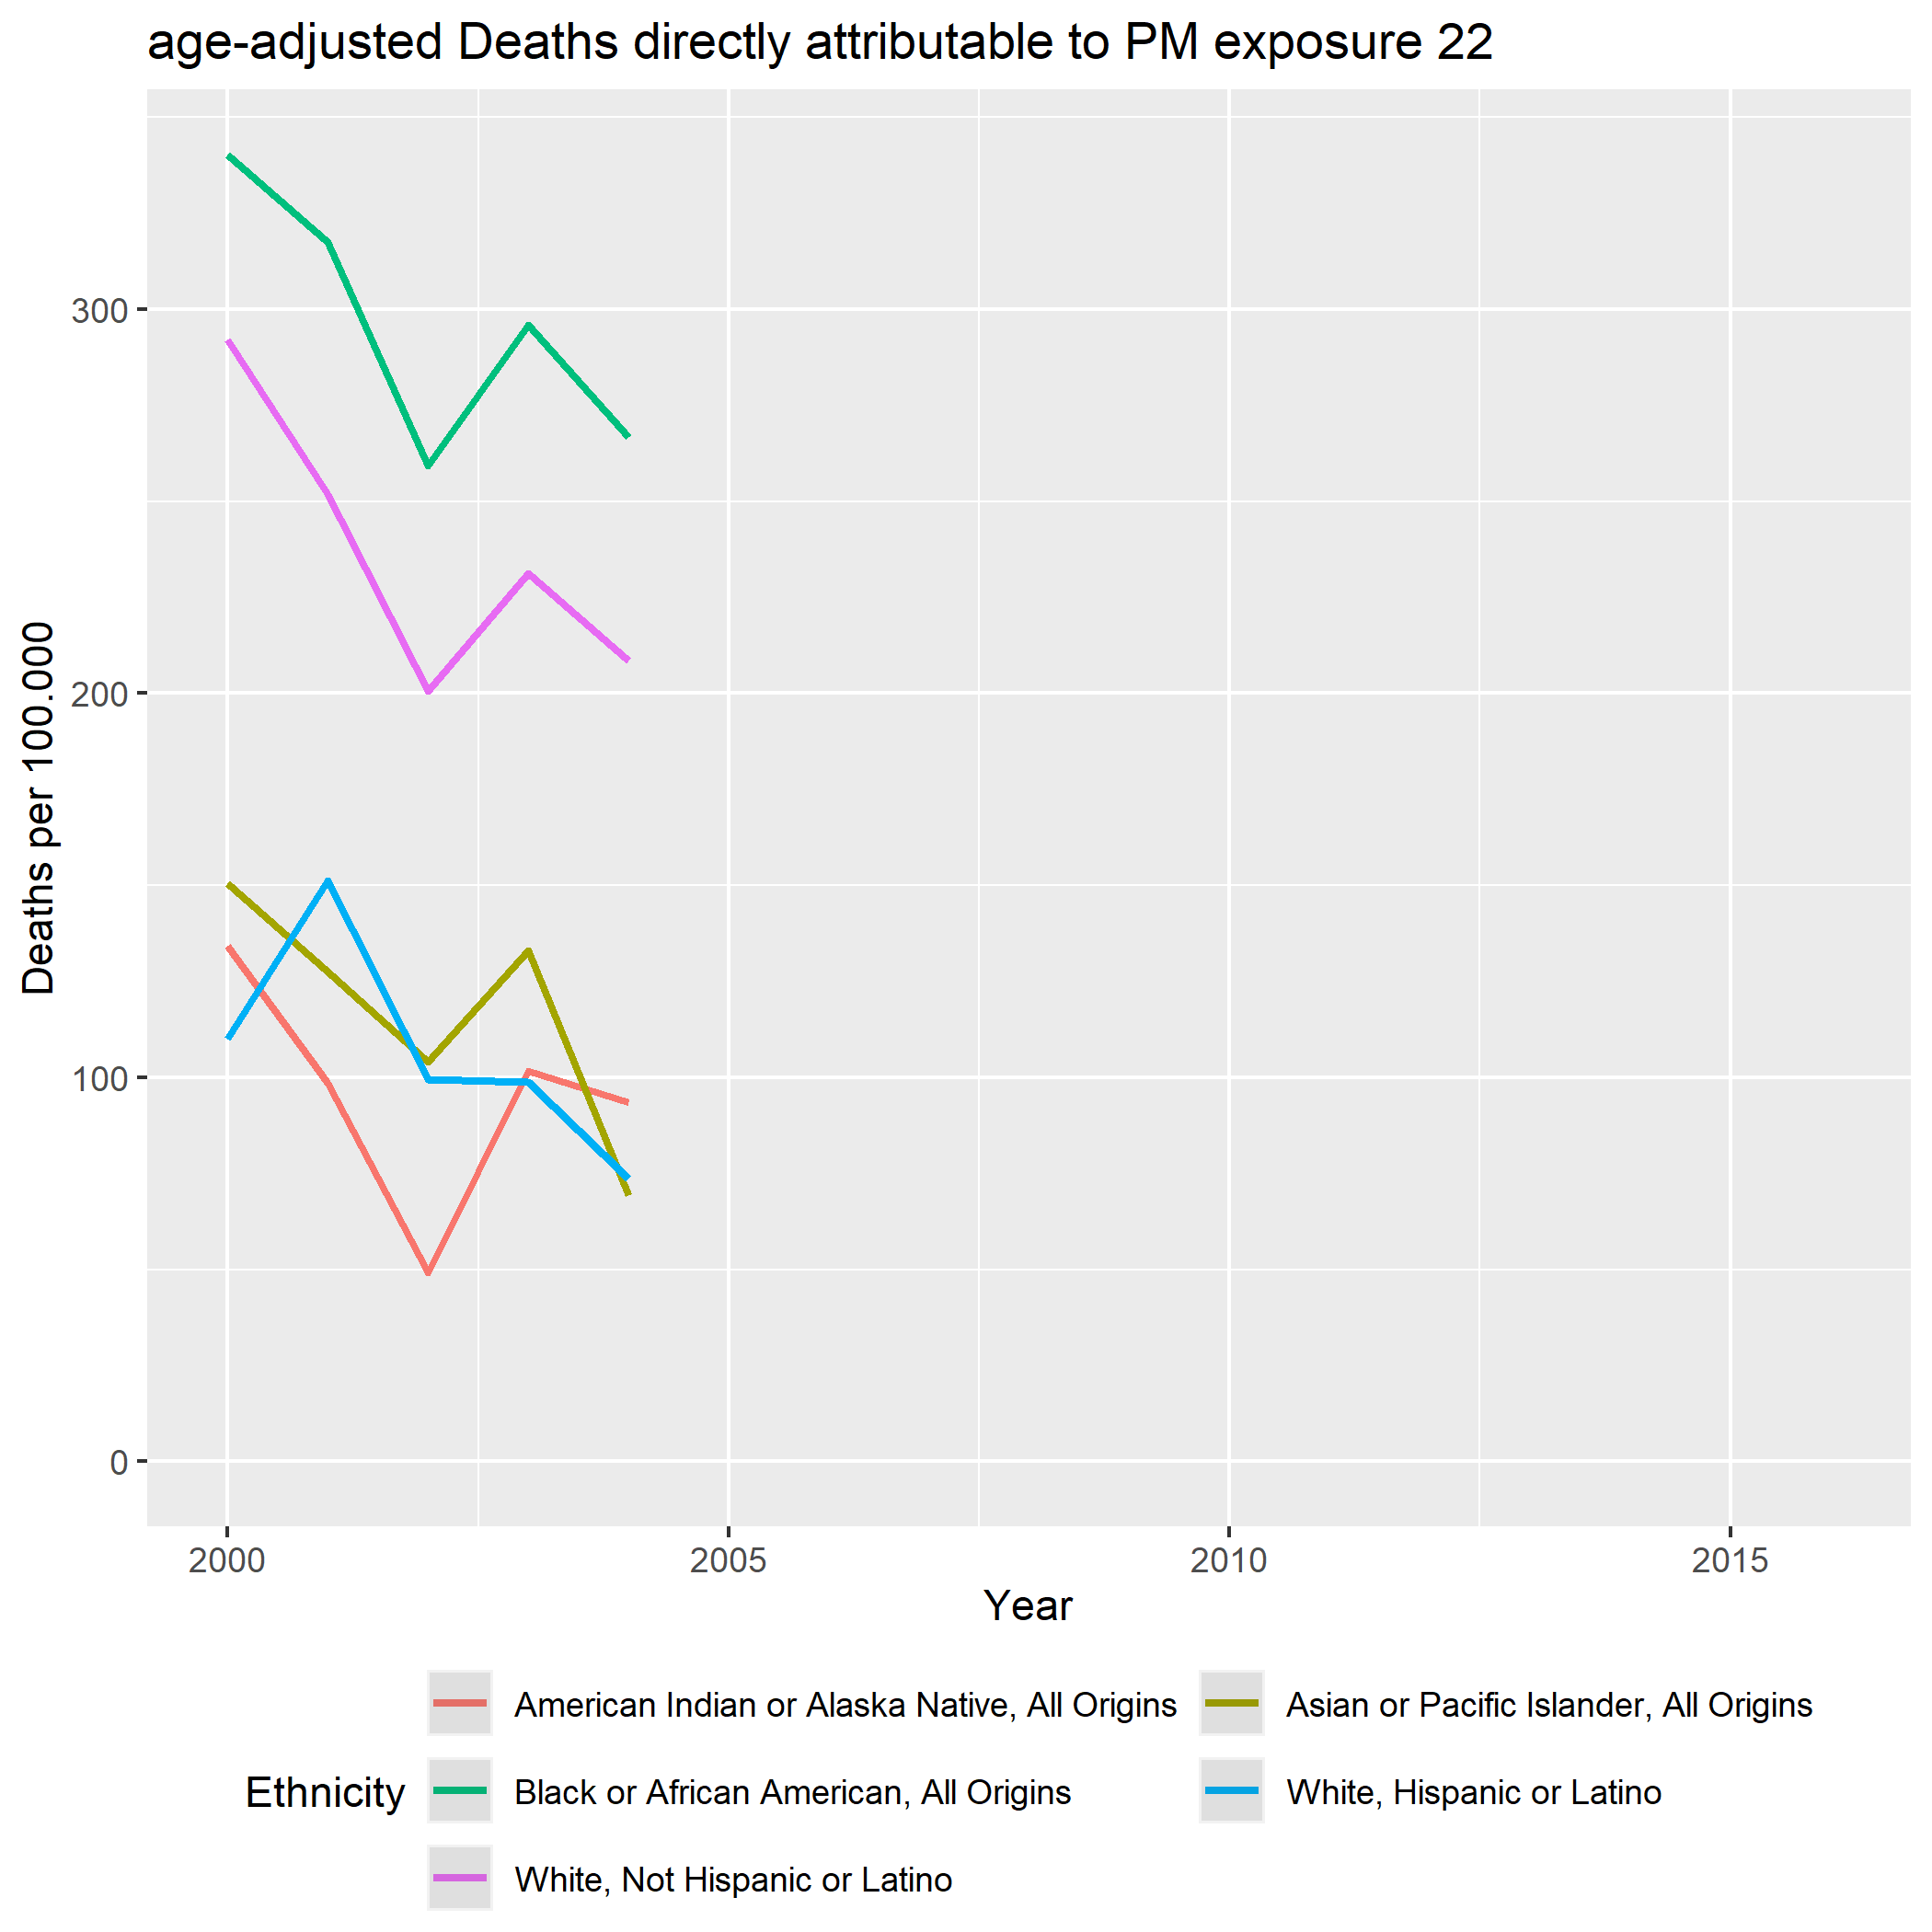 age-adjusted Deaths directly attributable to PM exposure 22
Deaths per 100.000
300
200
100
0
2000 2005 2010 2015
Year
Ethnicity
American Indian or Alaska Native, All Origins
Asian or Pacific Islander, All Origins
Black or African American, All Origins
White, Hispanic or Latino
White, Not Hispanic or Latino